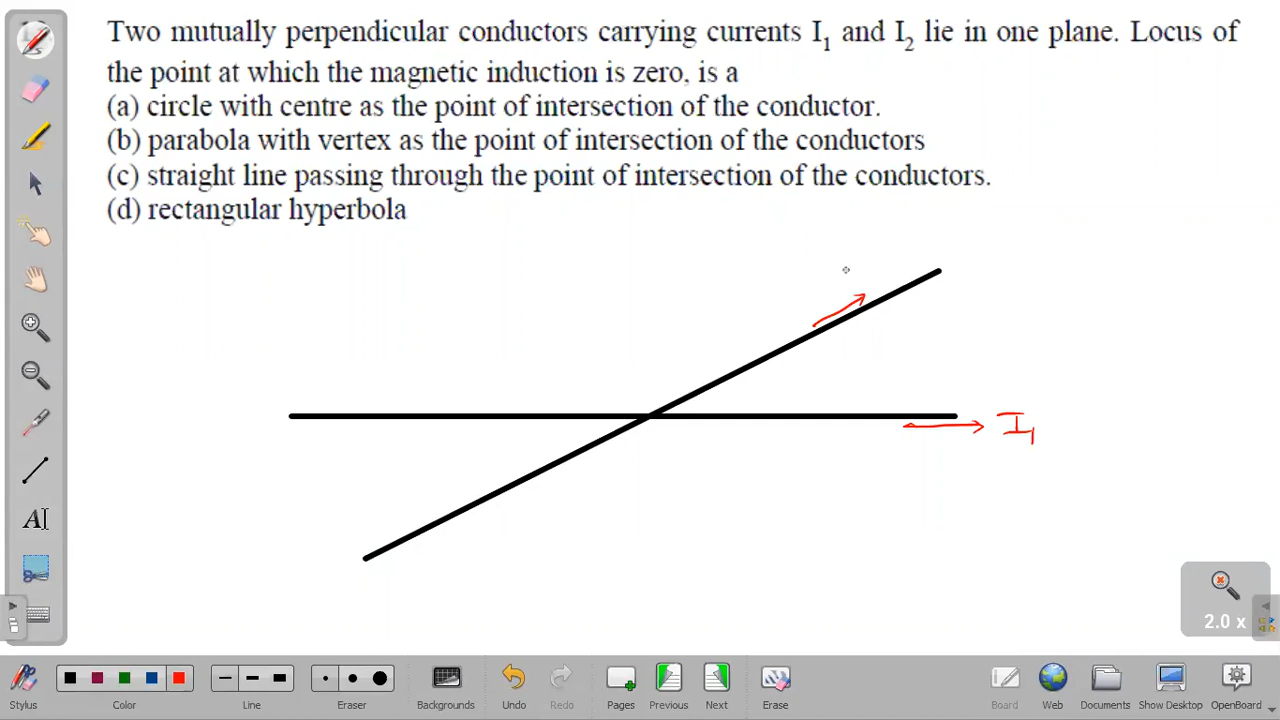 Two mutually perpendicular conductors carrying currents I₁ and I₂ lie in one plane. Locus of
the point at which the magnetic induction is zero, is a
(a) circle with centre as the point of intersection of the conductor.
(b) parabola with vertex as the point of intersection of the conductors
(c) straight line passing through the point of intersection of the conductors.
(d) rectangular hyperbola
I₁
AI
2.0 x
Stylus
Color
Line
Eraser
Backgrounds
Undo
Redo
Pages
Previous
Next
Erase
Board
Web
Documents
Show Desktop
OpenBoard